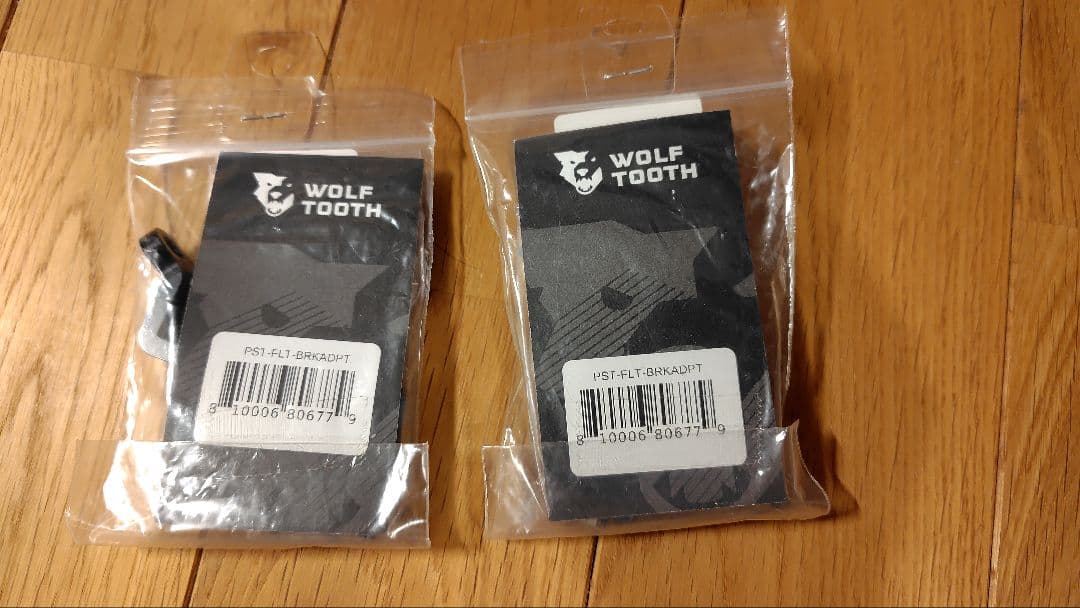 WOLF
TOOTH
PST-FLT-BRKADPT
8 10006 80677 9
WOLF
TOOTH
PST-FLT-BRKADPT
8 10006 80677 9